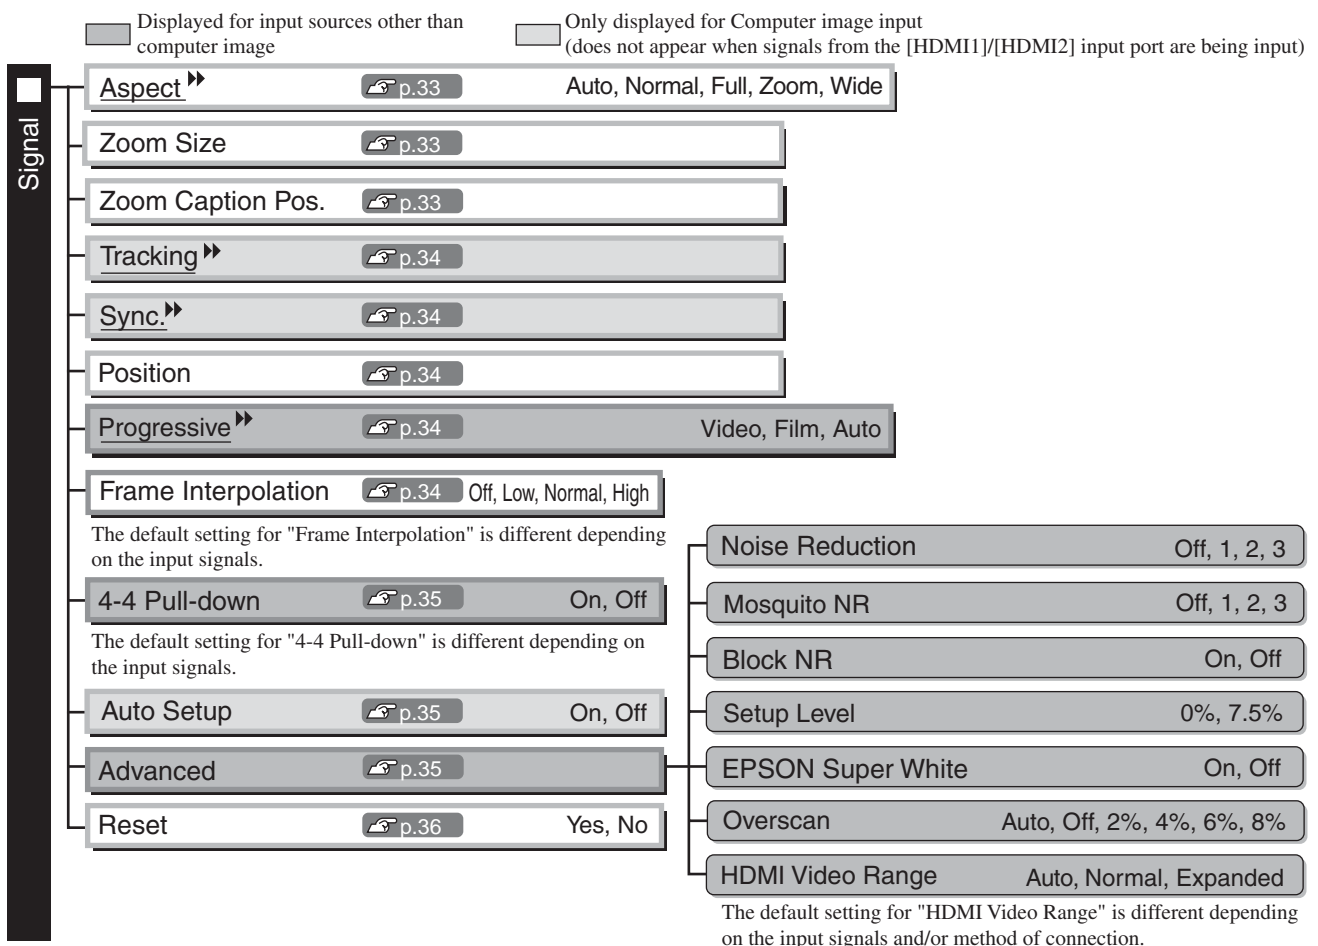 Displayed for input sources other than
computer image
Only displayed for Computer image input
(does not appear when signals from the [HDMI1]/[HDMI2] input port are being input)
Signal
Aspect p.33 Auto, Normal, Full, Zoom, Wide
Zoom Size p.33
Zoom Caption Pos. p.33
Tracking p.34
Sync. p.34
Position p.34
Progressive p.34 Video, Film, Auto
Frame Interpolation p.34 Off, Low, Normal, High
The default setting for "Frame Interpolation" is different depending
on the input signals.
4-4 Pull-down p.35 On, Off
The default setting for "4-4 Pull-down" is different depending on
the input signals.
Auto Setup p.35 On, Off
Advanced p.35
Reset p.36 Yes, No
Noise Reduction Off, 1, 2, 3
Mosquito NR Off, 1, 2, 3
Block NR On, Off
Setup Level 0%, 7.5%
EPSON Super White On, Off
Overscan Auto, Off, 2%, 4%, 6%, 8%
HDMI Video Range Auto, Normal, Expanded
The default setting for "HDMI Video Range" is different depending
on the input signals and/or method of connection.